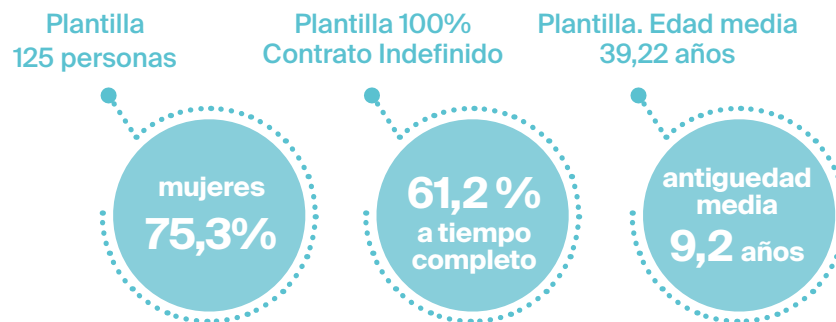 Plantilla
125 personas
mujeres
75,3%
Plantilla 100%
Contrato Indefinido
61,2 %
a tiempo
completo
Plantilla. Edad media
39,22 años
antiguedad
media
9,2 años